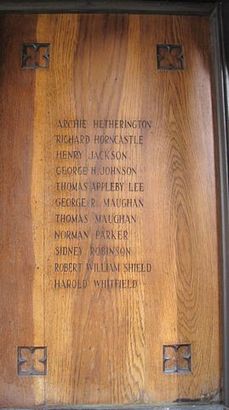 ARCHIE HETHERINGTON
RICHARD HORNCASTLE
HENRY JACKSON
GEORGE H. JOHNSON
THOMAS APPLEBY LEE
GEORGE R. MAUGHAN
THOMAS MAUGHAN
NORMAN PARKER
SIDNEY ROBINSON
ROBERT WILLIAM SHIELD
HAROLD WHITFIELD